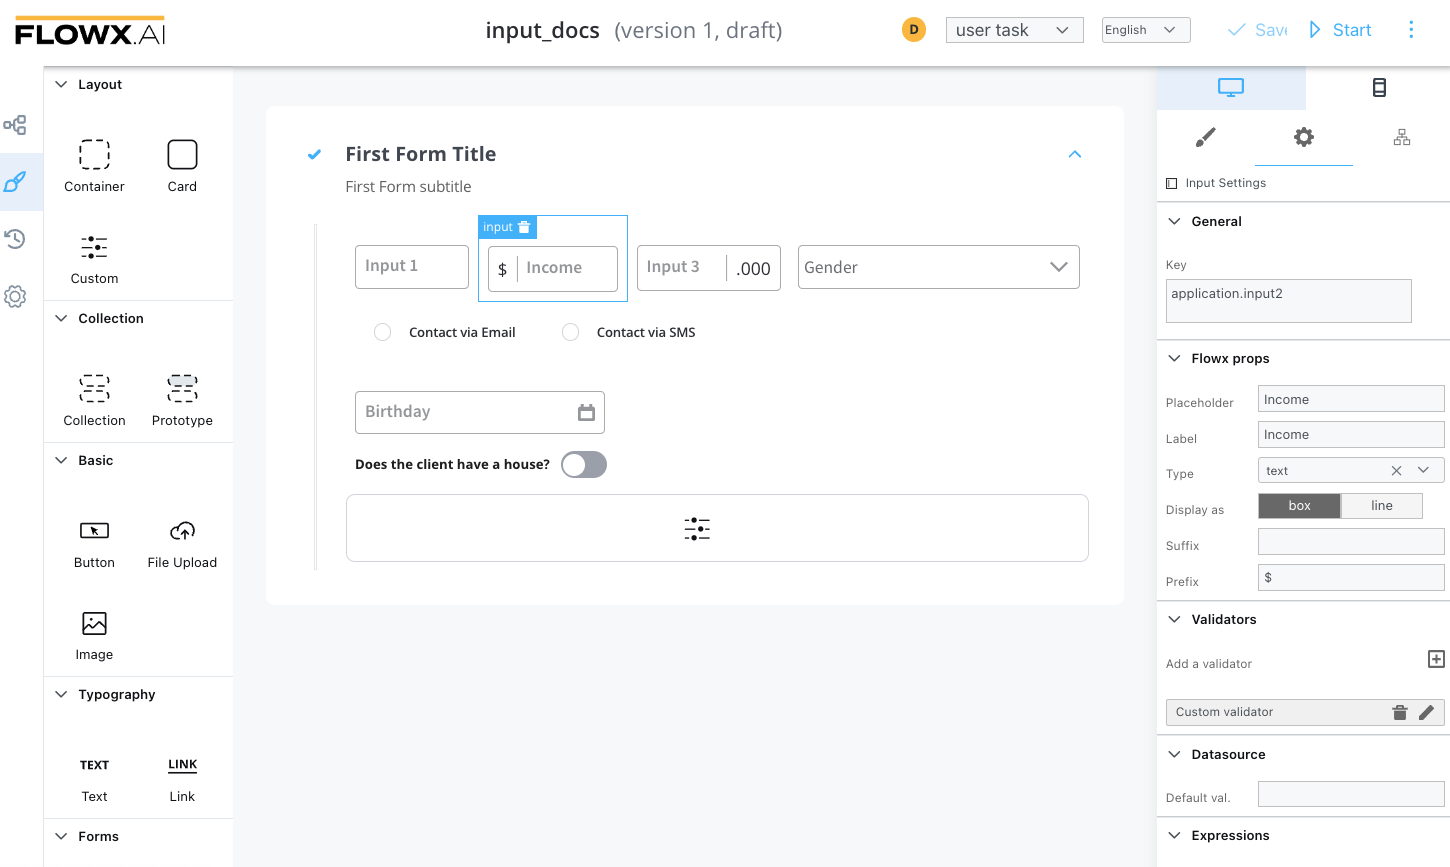 FLOWX.AI
input_docs (version 1, draft)
D
user task
English
Save
Start
Layout
Container
Card
Custom
Collection
Collection
Prototype
Basic
Button
File Upload
Image
Typography
TEXT
LINK
Text
Link
Forms
First Form Title
First Form subtitle
input
Input 1
$ Income
Input 3 .000
Gender
Contact via Email
Contact via SMS
Birthday
Does the client have a house?
Input Settings
General
Key
application.input2
Flowx props
Placeholder Income
Label Income
Type text
Display as box line
Suffix
Prefix $
Validators
Add a validator
Custom validator
Datasource
Default val.
Expressions